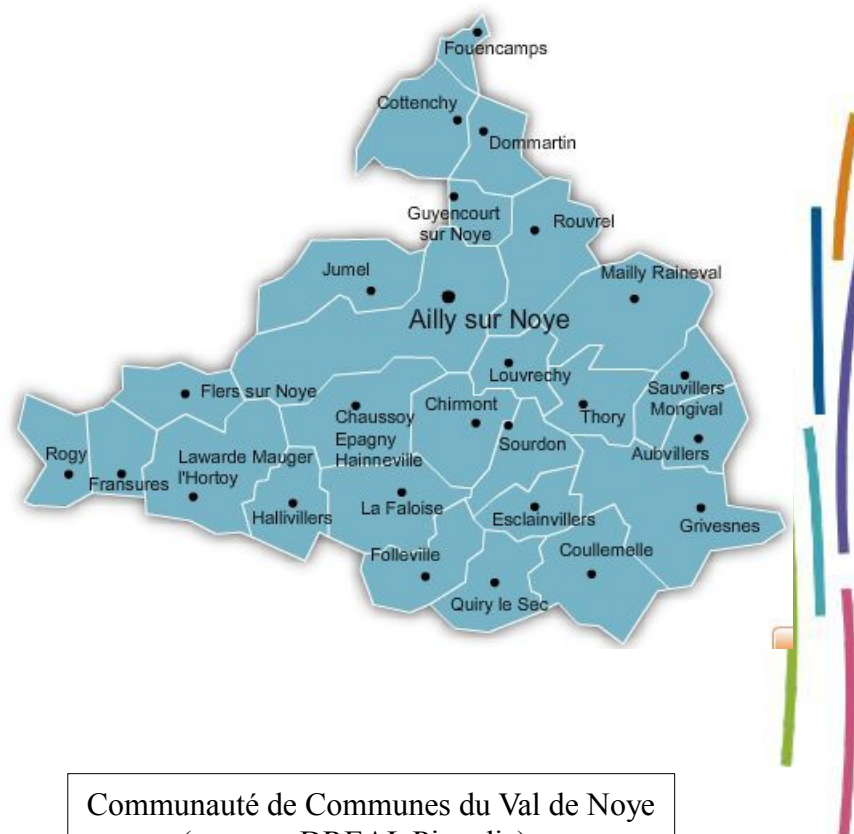 Fouencamps
Cottenchy
Dommartin
Guyencourt
sur Noye
Rouvrel
Jumel
Mailly Raineval
Ailly sur Noye
Louvrechy
Sauvillers
Mongival
Flers sur Noye
Chirmont
Thory
Chaussoy
Epagny
Hainneville
Sourdon
Aubvillers
Rogy
Fransures
Lawarde Mauger
l'Hortoy
Hallivillers
La Faloise
Esclainvillers
Grivesnes
Folleville
Coullemelle
Quiry le Sec
Communauté de Communes du Val de Noye
DREAL Picardie)